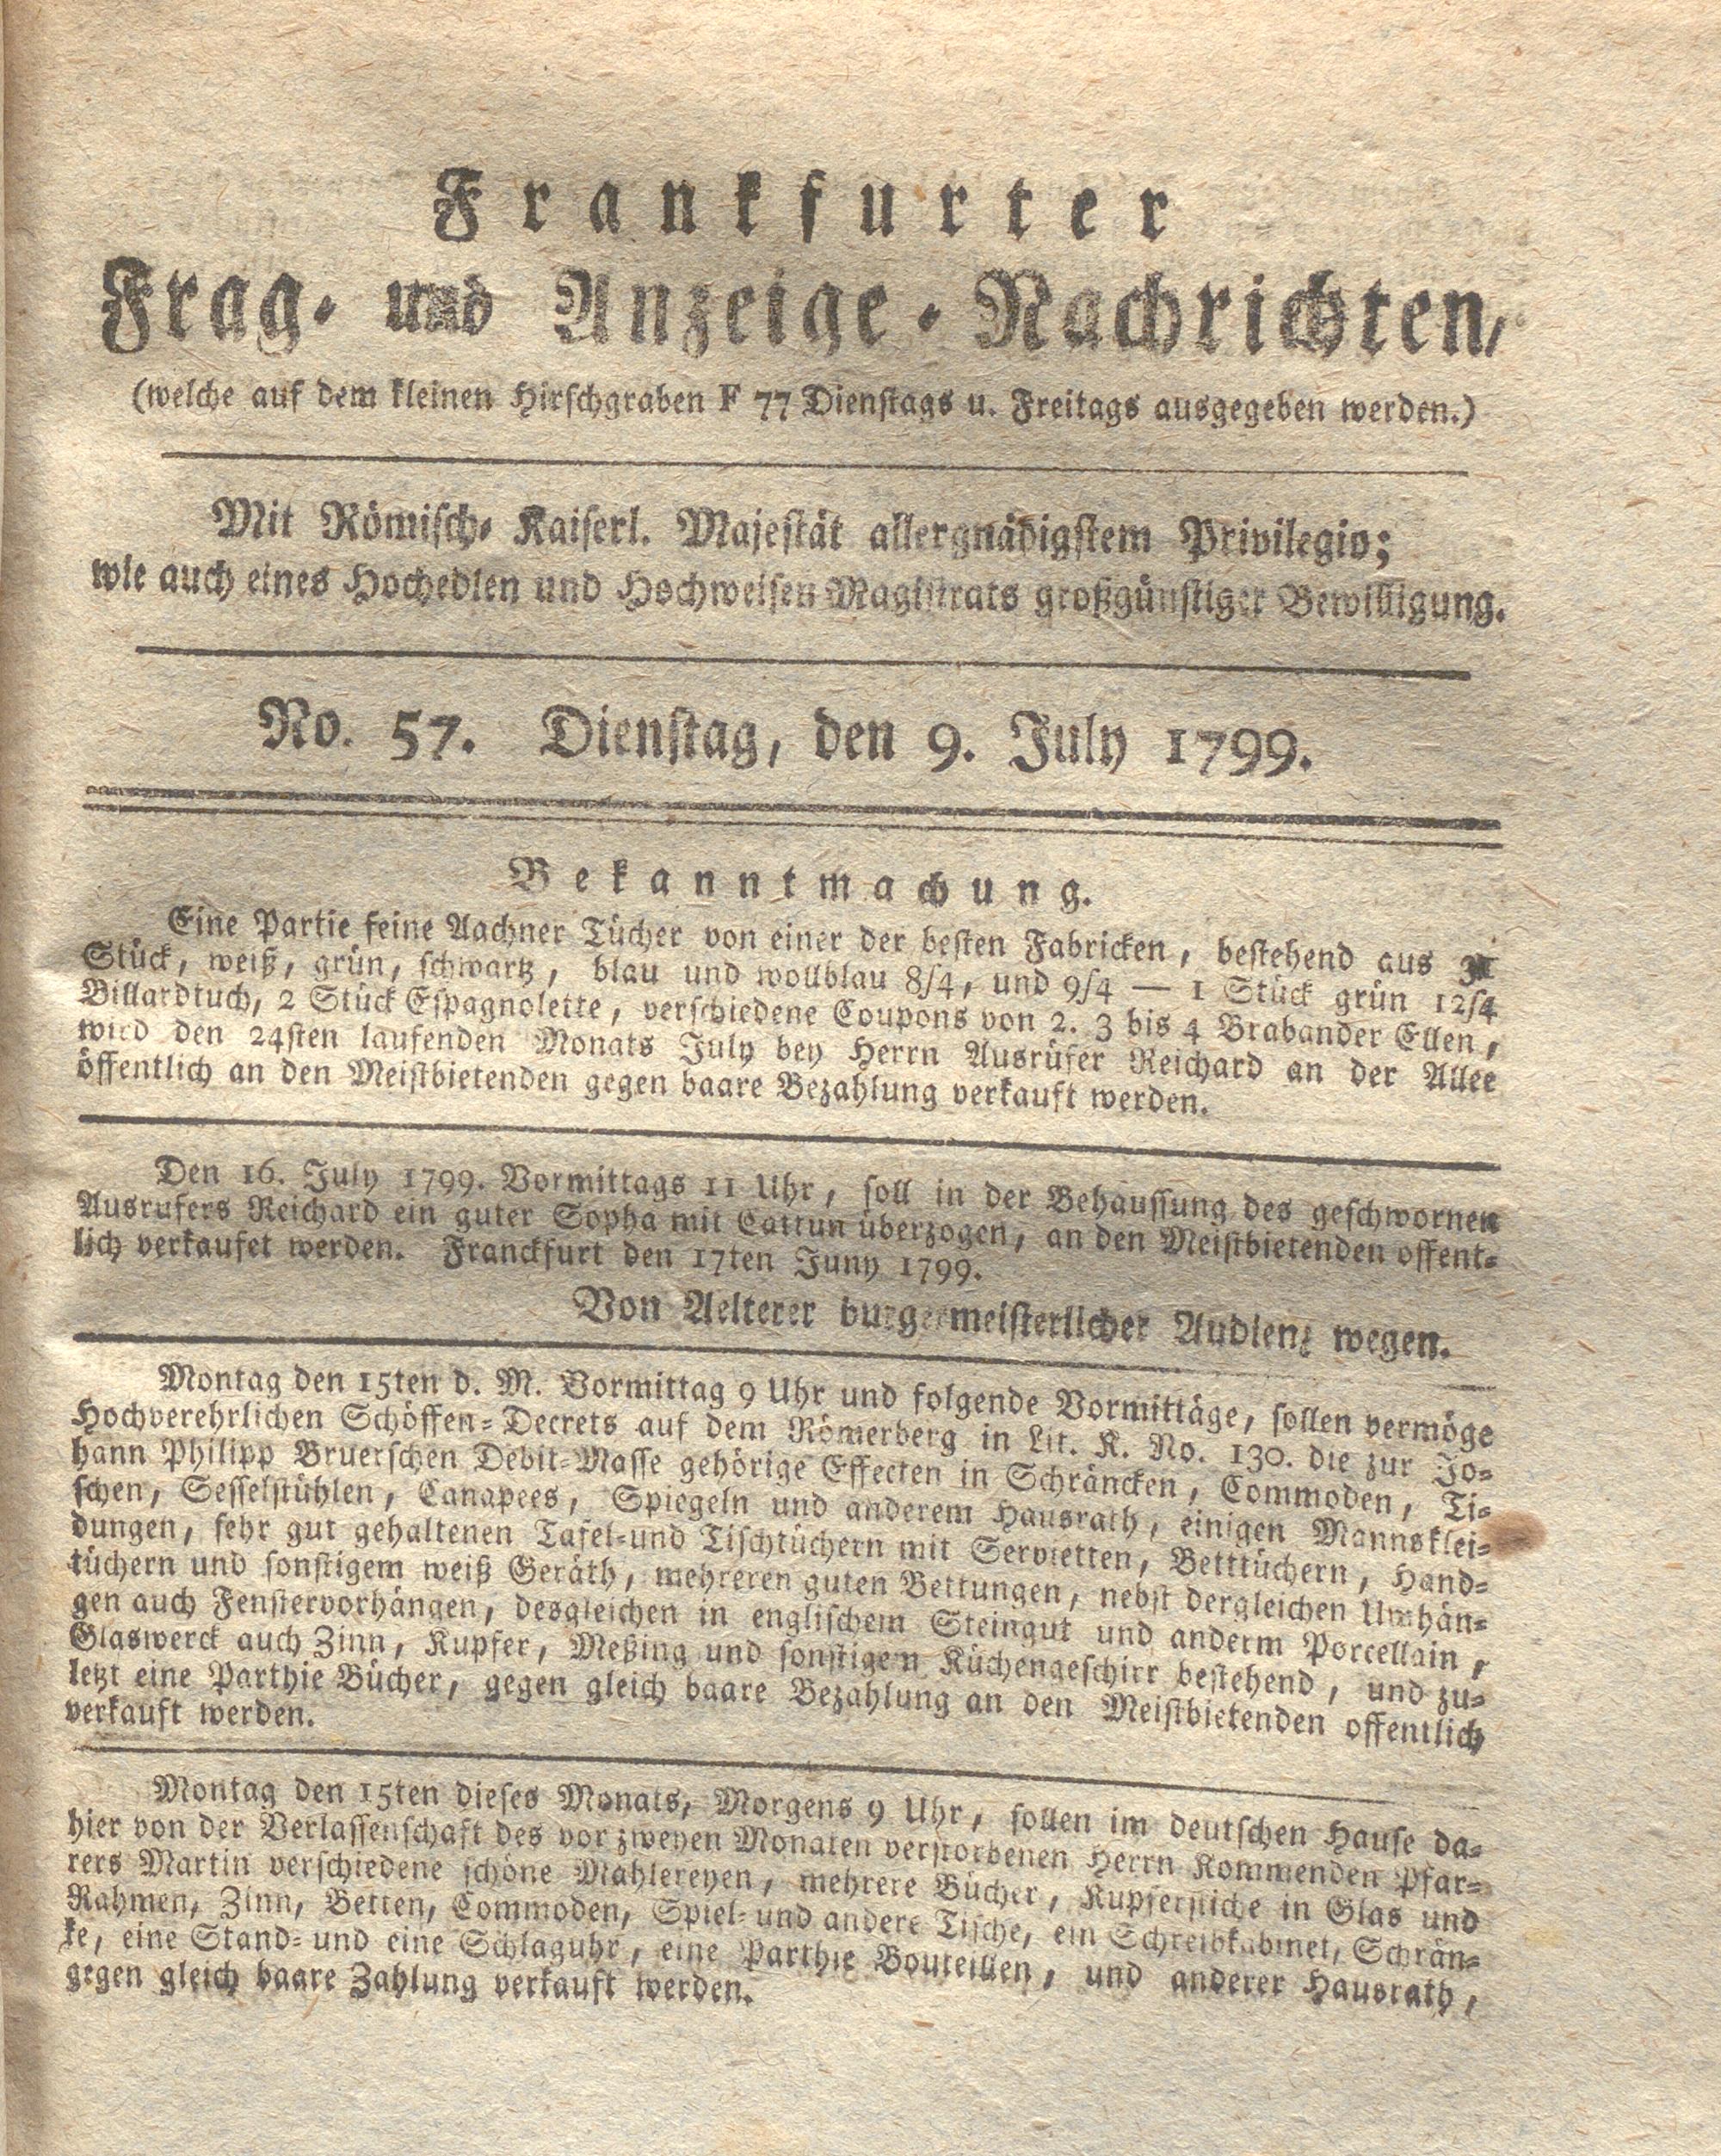 Frankfurter
Frag- und Anzeige-Nachrichten,
(welche auf dem kleinen Hirschgraben F 77 Dienstags u. Freitags ausgegeben werden.)
Mit Römisch- Kaiserl. Majestät allergnädigstem Privilegio;
wie auch eines Hochedlen und Hochweisen Magistrats großgünstiger Bewilligung.
No. 57. Dienstag, den 9. July 1799.
Bekanntmachung.
Eine Partie feine Aachner Tücher von einer der besten Fabricken, bestehend aus
Stück, weiß, grün, schwartz, blau und wollblau 8/4, und 9/4 — 1 Stück grün 12/4
Billardtuch, 2 Stück Espagnolette, verschiedene Coupons von 2. 3 bis 4 Brabander Ellen,
wird den 24sten laufenden Monats July bey Herrn Ausrüfer Reichard an der Allee
öffentlich an den Meistbietenden gegen baare Bezahlung verkauft werden.
Den 16. July 1799. Vormittags 11 Uhr, soll in der Behaussung des geschwornen
Ausrufers Reichard ein guter Sopha mit Cattun überzogen, an den Meistbietenden offent-
lich verkaufet werden. Franckfurt den 17ten Juny 1799.
Von Aelterer burgermeisterlicher Audienz wegen.
Montag den 15ten d. M. Vormittag 9 Uhr und folgende Vormittäge, sollen vermöge
Hochverehrlichen Schöffen-Decrets auf dem Römerberg in Lit. K. No. 130. die zur Jo-
hann Philipp Bruerschen Debit-Masse gehörige Effecten in Schräncken, Commoden, Ti-
schen, Sesselstühlen, Canapees, Spiegeln und anderem Hausrath, einigen Mannsklei-
dungen, sehr gut gehaltenen Tafel-und Tischtüchern mit Servietten, Betttüchern, Hand-
tüchern und sonstigem weiß Geräth, mehreren guten Bettungen, nebst dergleichen Umhän-
gen auch Fenstervorhängen, desgleichen in englischem Steingut und anderm Porcellain,
Glaswerck auch Zinn, Kupfer, Meßing und sonstigem Küchengeschirr bestehend, und zu-
letzt eine Parthie Bücher, gegen gleich baare Bezahlung an den Meistbietenden offentlich
verkauft werden.
Montag den 15ten dieses Monats, Morgens 9 Uhr, sollen im deutschen Hause da-
hier von der Verlassenschaft des vor zweyen Monaten verstorbenen Herrn Kommenden Pfar-
rers Martin verschiedene schöne Mahlereyen, mehrere Bücher, Kupferstiche in Glas und
Rahmen, Zinn, Betten, Commoden, Spiel- und andere Tische, ein Schreibkabinet, Schrän-
ke, eine Stand- und eine Schlaguhr, eine Parthie Bouteillen, und anderer Hausrath,
gegen gleich baare Zahlung verkauft werden.